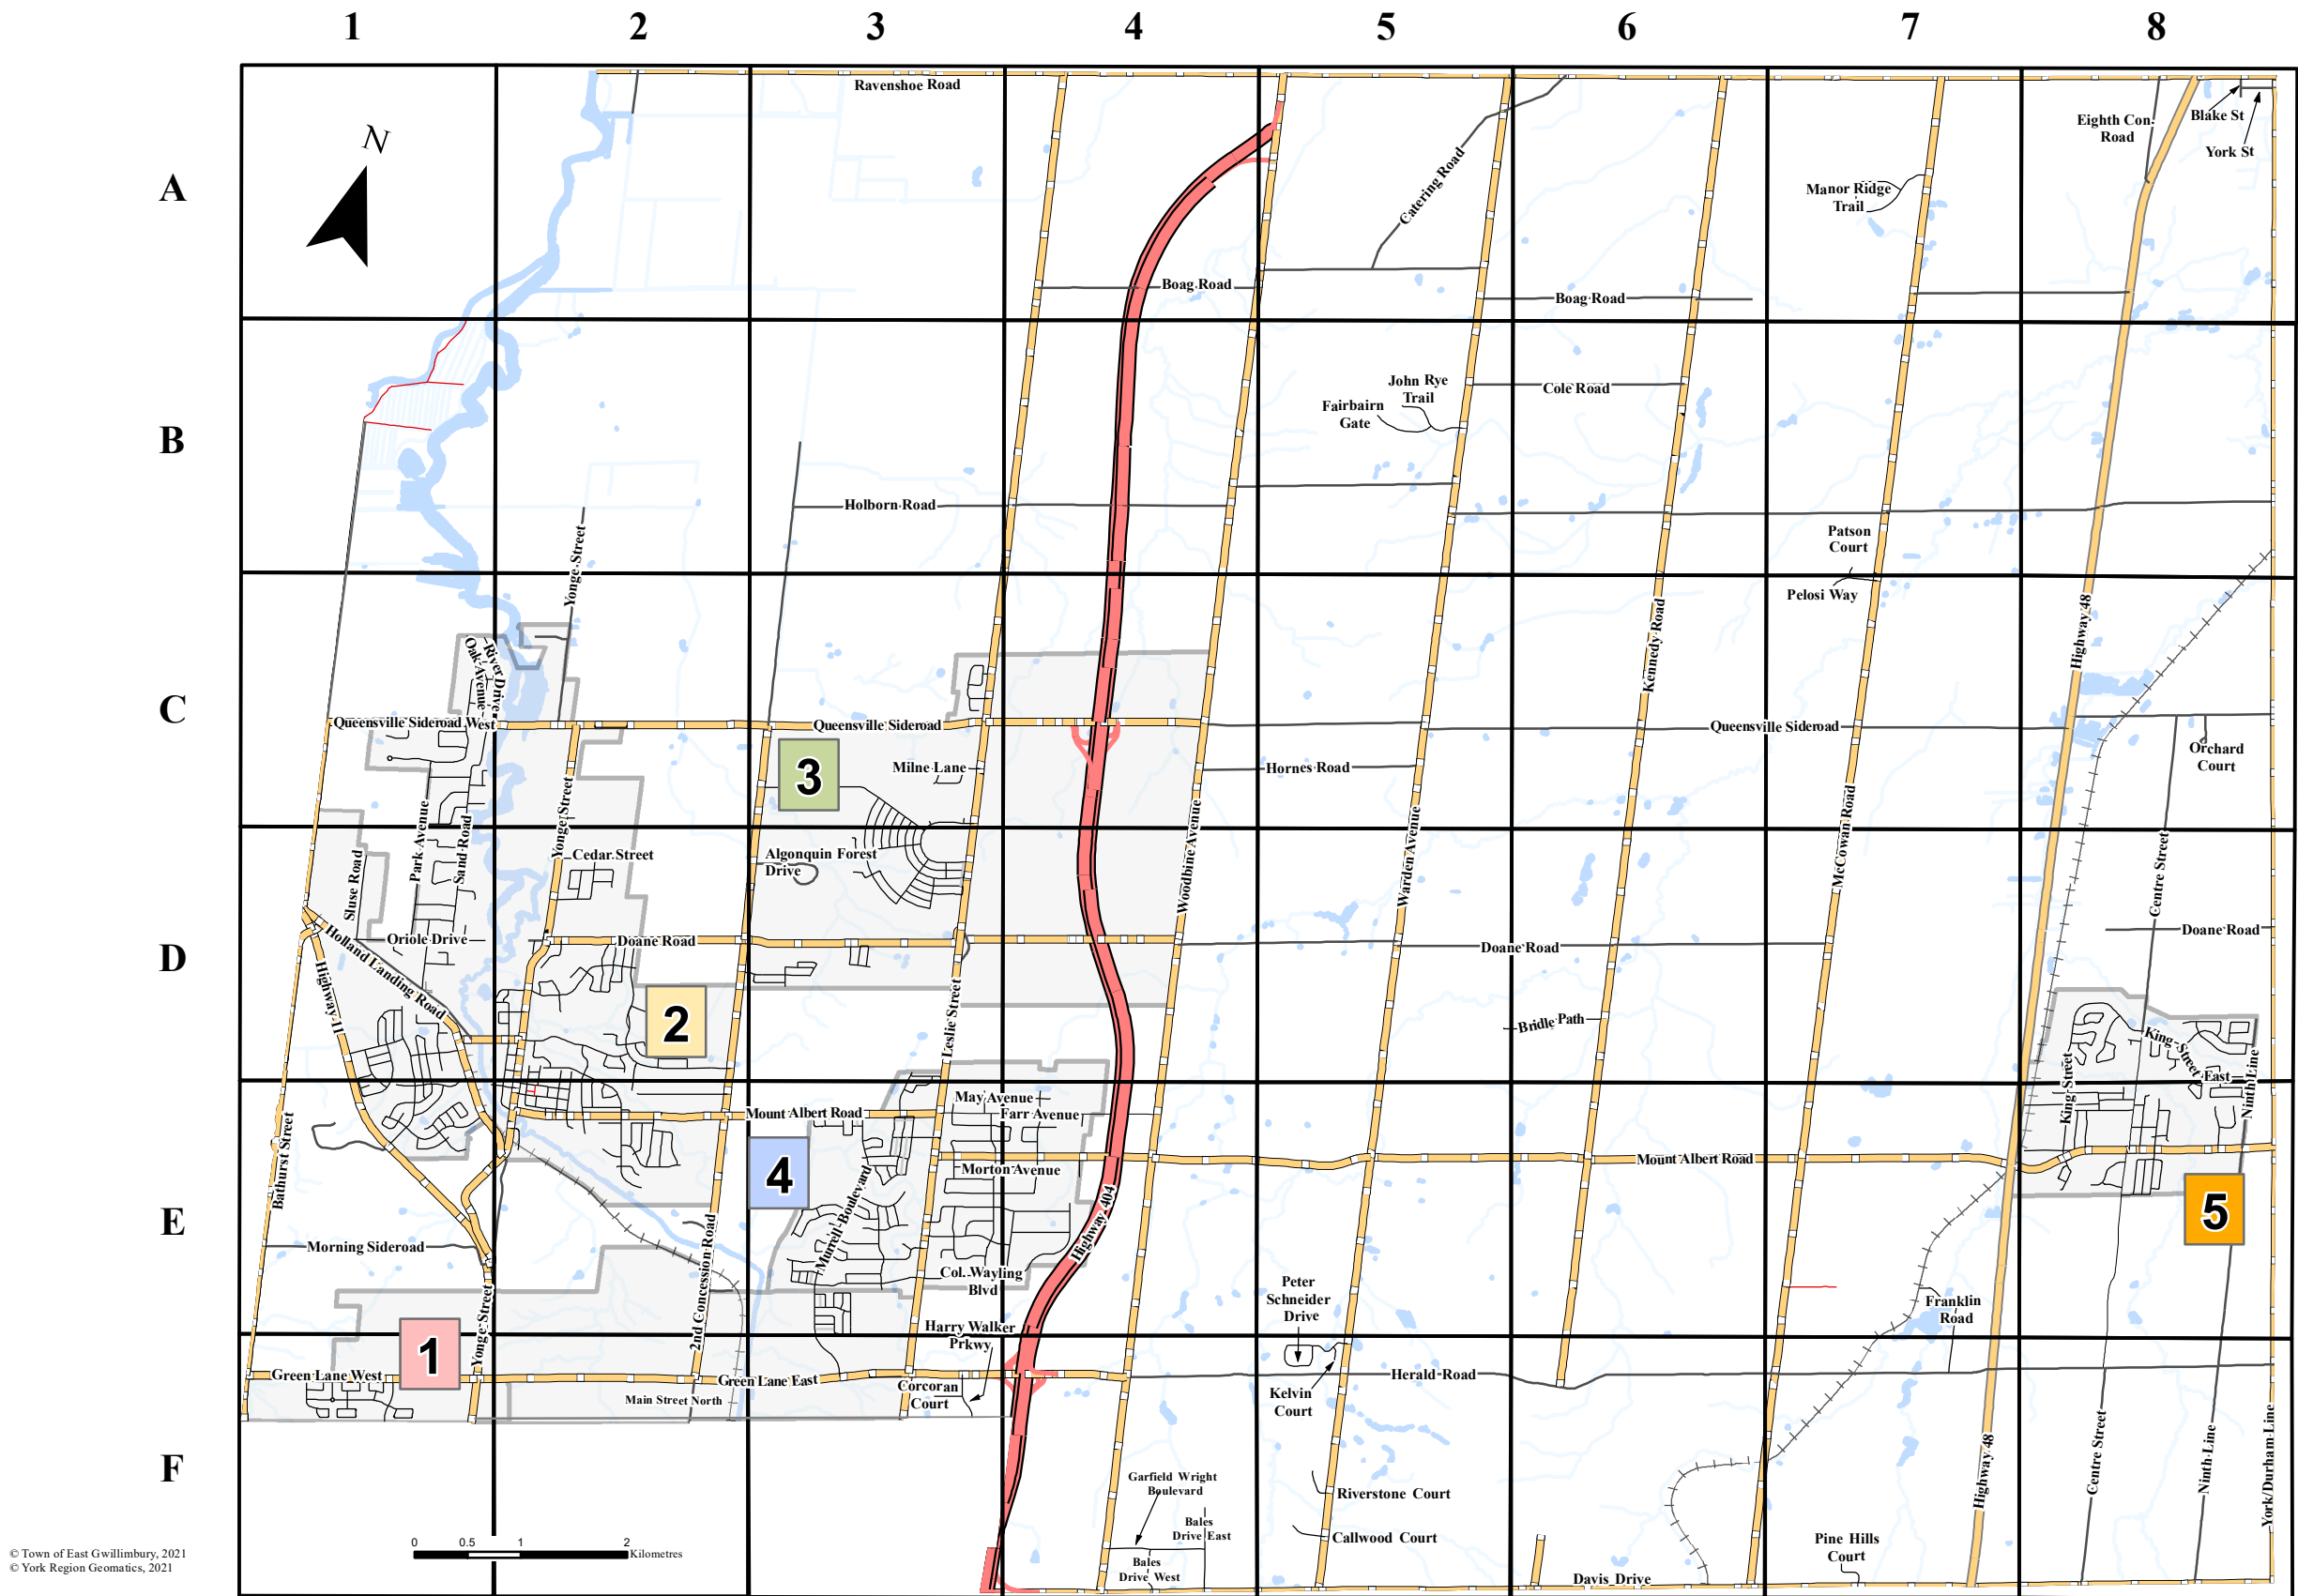 1 2 3 4 5 6 7 8
Ravenshoe Road
Blake St
Eighth Con.
Road
York St
N
A
Catering Road
Manor Ridge
Trail
Boag Road
Boag Road
John Rye
Trail
Fairbairn
Gate
Cole Road
B
Holborn Road
Yonge Street
Patson
Court
Pelosi Way
Kennedy Road
Highway 48
River Drive
Oak Avenue
C
Queensville Sideroad West
Queensville Sideroad
Queensville Sideroad
Orchard
Court
3
Milne Lane
Hornes Road
Yonge Street
Park Avenue
Sand Road
Sluse Road
Cedar Street
Algonquin Forest
Drive
Woodbine Avenue
Warden Avenue
McCowan Road
Centre Street
D
Oriole Drive
Doane Road
Doane Road
Doane Road
Holland Landing Road
Highway 11
2
Leslie Street
Bridle Path
King Street
East
King Street
Ninth Line
May Avenue
Farr Avenue
Mount Albert Road
Bathurst Street
4
Morton Avenue
Mount Albert Road
Murrell Boulevard
Highway 404
5
E
Morning Sideroad
2nd Concession Road
Col. Wayling
Blvd
Peter
Schneider
Drive
Franklin
Road
Yonge Street
Harry Walker
Prkwy
1
Green Lane West
Green Lane East
Main Street North
Corcoran
Court
Herald Road
Kelvin
Court
F
Garfield Wright
Boulevard
Riverstone Court
Bales
Drive East
Callwood Court
Highway 48
Centre Street
Ninth Line
York/Durham Line
Bales
Drive West
Pine Hills
Court
Davis Drive
0 0.5 1 2
Kilometres
© Town of East Gwillimbury, 2021
© York Region Geomatics, 2021